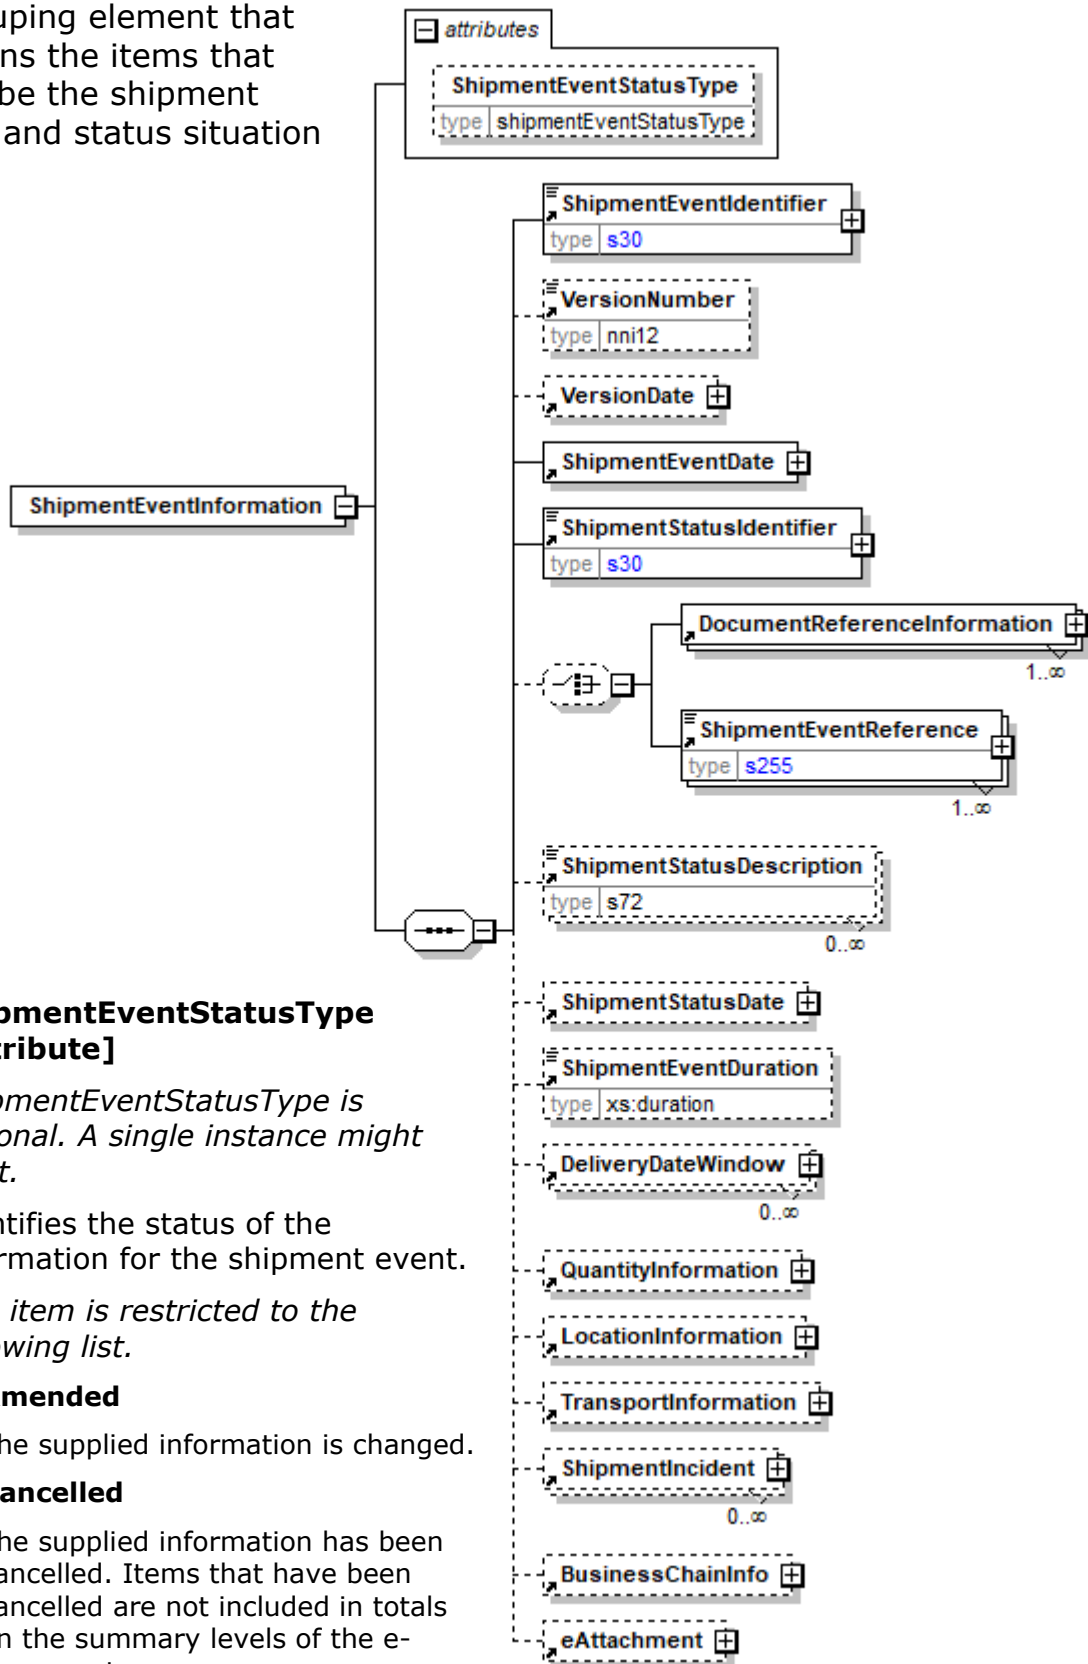 uping element that
ns the items that
be the shipment
and status situation
attributes
ShipmentEventStatusType
type shipmentEventStatusType
ShipmentEventIdentifier
type s30
VersionNumber
type nni12
VersionDate
ShipmentEventDate
ShipmentEventInformation
ShipmentStatusIdentifier
type s30
DocumentReferenceInformation
1..∞
ShipmentEventReference
type s255
1..∞
ShipmentStatusDescription
type s72
0..∞
ShipmentStatusDate
ShipmentEventDuration
type xs:duration
DeliveryDateWindow
0..∞
QuantityInformation
LocationInformation
TransportInformation
ShipmentIncident
0..∞
BusinessChainInfo
eAttachment
pmentEventStatusType
tribute]
pmentEventStatusType is
onal. A single instance might
t.
ntifies the status of the
rmation for the shipment event.
item is restricted to the
owing list.
mended
he supplied information is changed.
ancelled
he supplied information has been
ancelled. Items that have been
ancelled are not included in totals
n the summary levels of the e-